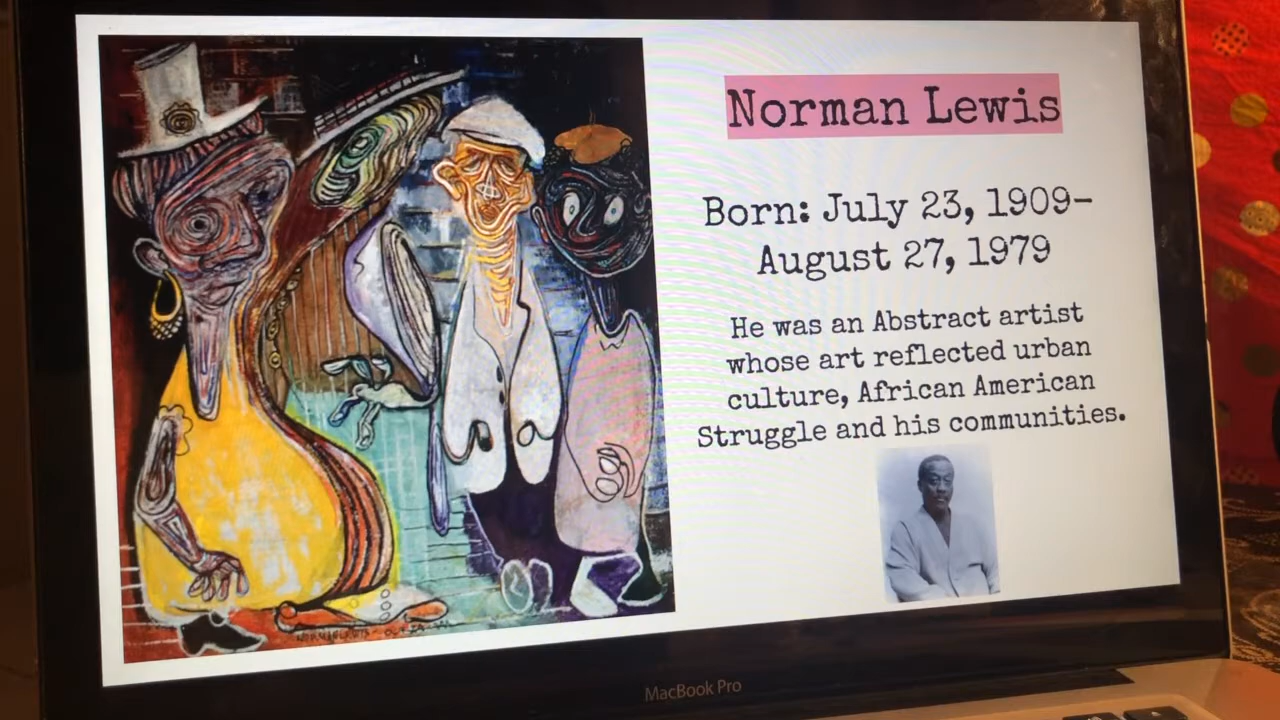 Norman Lewis
Born: July 23, 1909-
August 27, 1979
He was an Abstract artist
whose art reflected urban
culture, African American
Struggle and his communities.
MacBook Pro